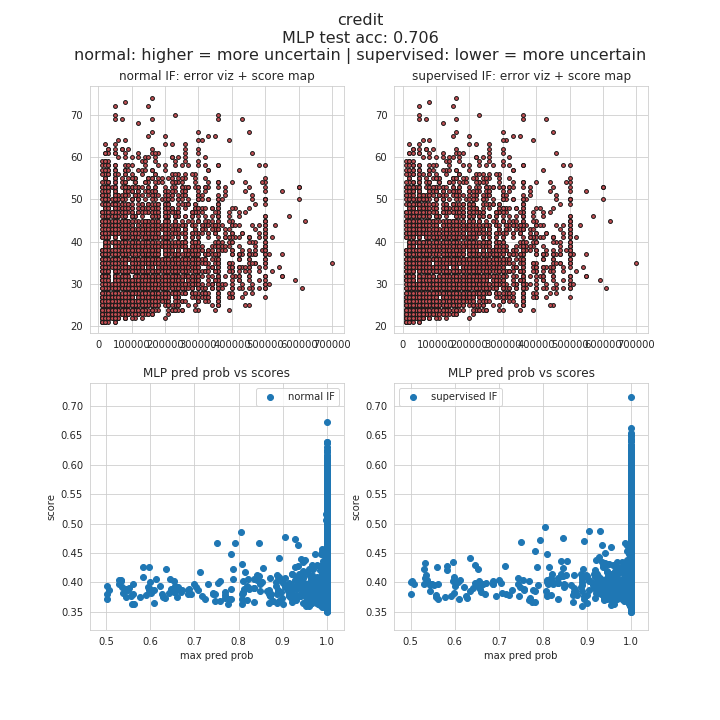 credit
MLP test acc: 0.706
normal: higher = more uncertain | supervised: lower = more uncertain
normal IF: error viz + score map
supervised IF: error viz + score map
70
60
50
40
30
20
0 100000 200000 300000 400000 500000 600000 700000
70
60
50
40
30
20
0 100000 200000 300000 400000 500000 600000 700000
MLP pred prob vs scores
MLP pred prob vs scores
normal IF
score
0.70
0.65
0.60
0.55
0.50
0.45
0.40
0.35
0.5 0.6 0.7 0.8 0.9 1.0
max pred prob
supervised IF
score
0.70
0.65
0.60
0.55
0.50
0.45
0.40
0.35
0.5 0.6 0.7 0.8 0.9 1.0
max pred prob